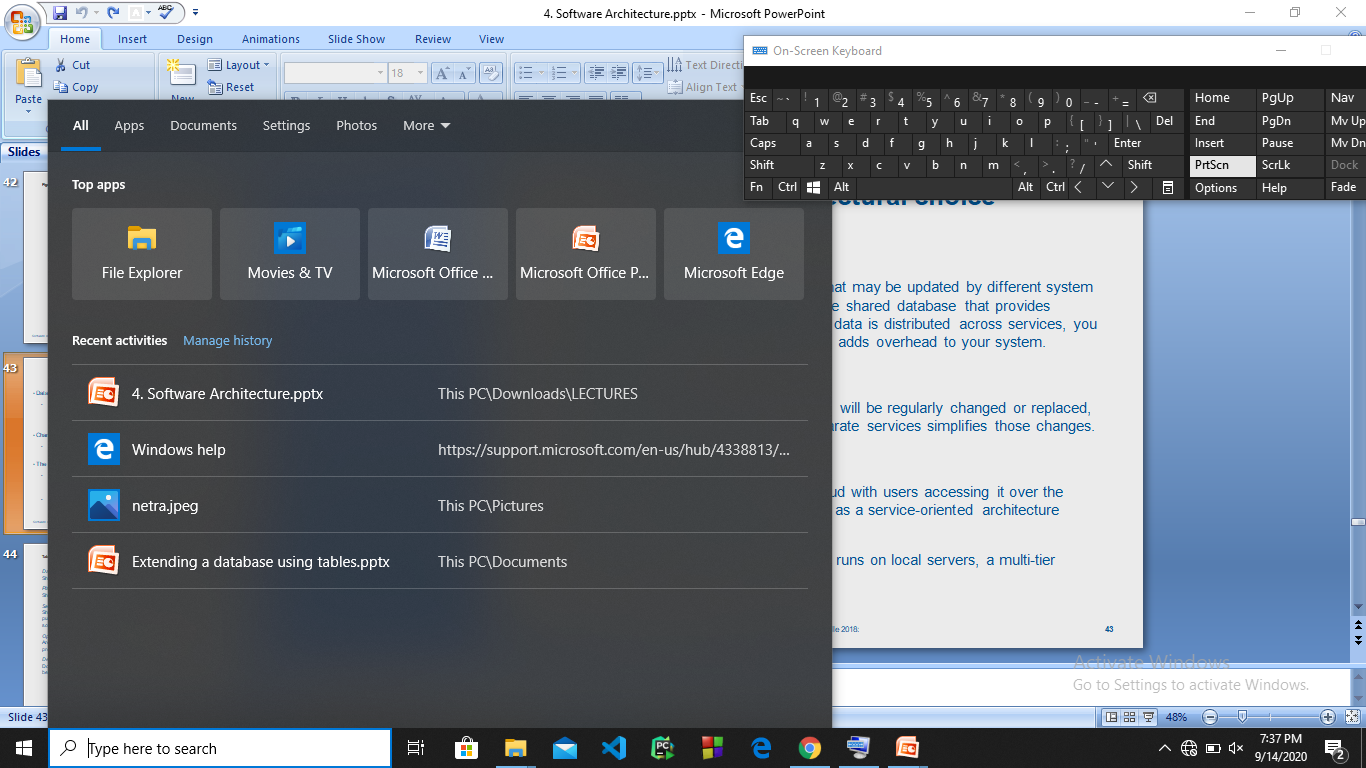 4. Software Architecture.pptx - Microsoft PowerPoint
Home Insert Design Animations Slide Show Review View
Cut
Copy
Paste
New
Layout
Reset
18
Text Directi
Align Text
Slides
42
43
44
All Apps Documents Settings Photos More
Top apps
File Explorer
Movies & TV
Microsoft Office ...
Microsoft Office P...
Microsoft Edge
Recent activities Manage history
4. Software Architecture.pptx This PC\Downloads\LECTURES
Windows help https://support.microsoft.com/en-us/hub/4338813/...
netra.jpeg This PC\Pictures
Extending a database using tables.pptx This PC\Documents
On-Screen Keyboard
Esc ~ ` ! 1 @ 2 # 3 $ 4 % 5 ^ 6 & 7 * 8 ( 9 ) 0 _ - + = Home PgUp Nav
Tab q w e r t y u i o p { [ } ] | \ Del End PgDn Mv Up
Caps a s d f g h j k l : ; " ' Enter Insert Pause Mv Dn
Shift z x c v b n m < , > . ? / Shift PrtScn ScrLk Dock
Fn Ctrl Alt Alt Ctrl Options Help Fade
ctural choice
hat may be updated by different system
e shared database that provides
data is distributed across services, you
adds overhead to your system.
will be regularly changed or replaced,
arate services simplifies those changes.
ud with users accessing it over the
as a service-oriented architecture
runs on local servers, a multi-tier
lle 2018:
43
Activate Windows
Go to Settings to activate Windows.
Slide 43
48%
Type here to search
7:37 PM
9/14/2020
2